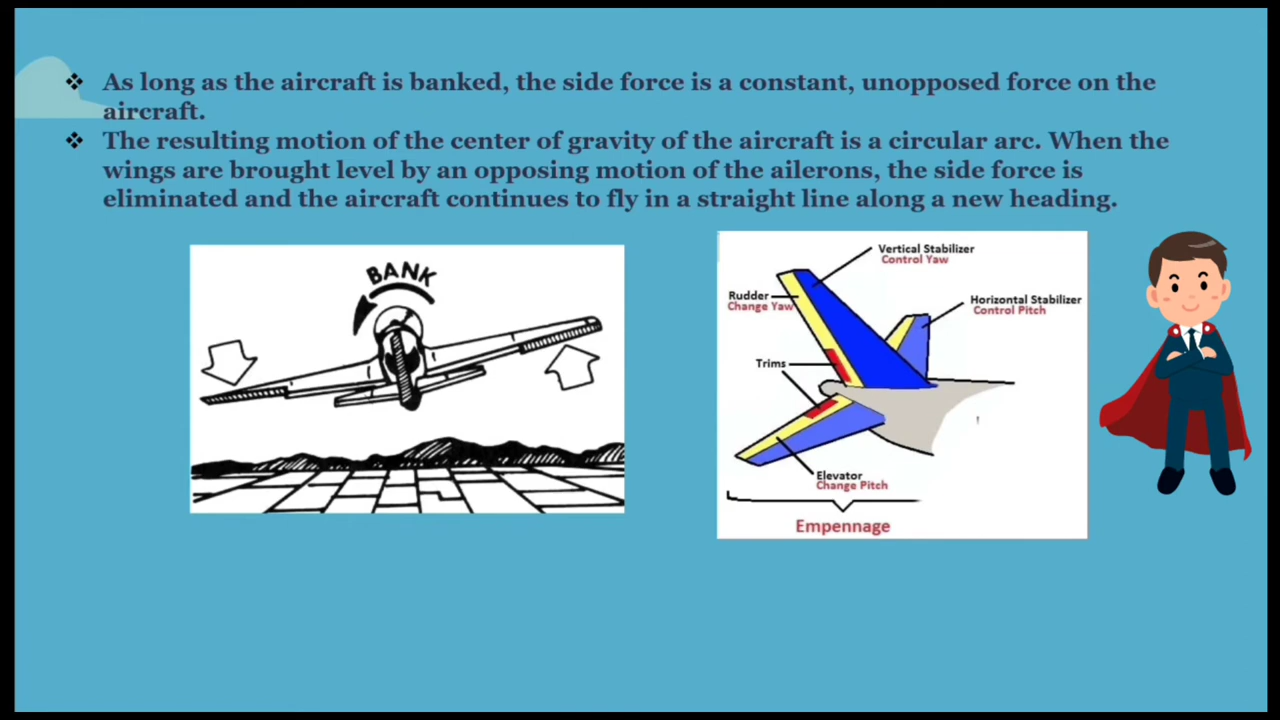 ❖ As long as the aircraft is banked, the side force is a constant, unopposed force on the
aircraft.
❖ The resulting motion of the center of gravity of the aircraft is a circular arc. When the
wings are brought level by an opposing motion of the ailerons, the side force is
eliminated and the aircraft continues to fly in a straight line along a new heading.
BANK
Vertical Stabilizer
Control Yaw
Rudder
Change Yaw
Horizontal Stabilizer
Control Pitch
Trims
Elevator
Change Pitch
Empennage